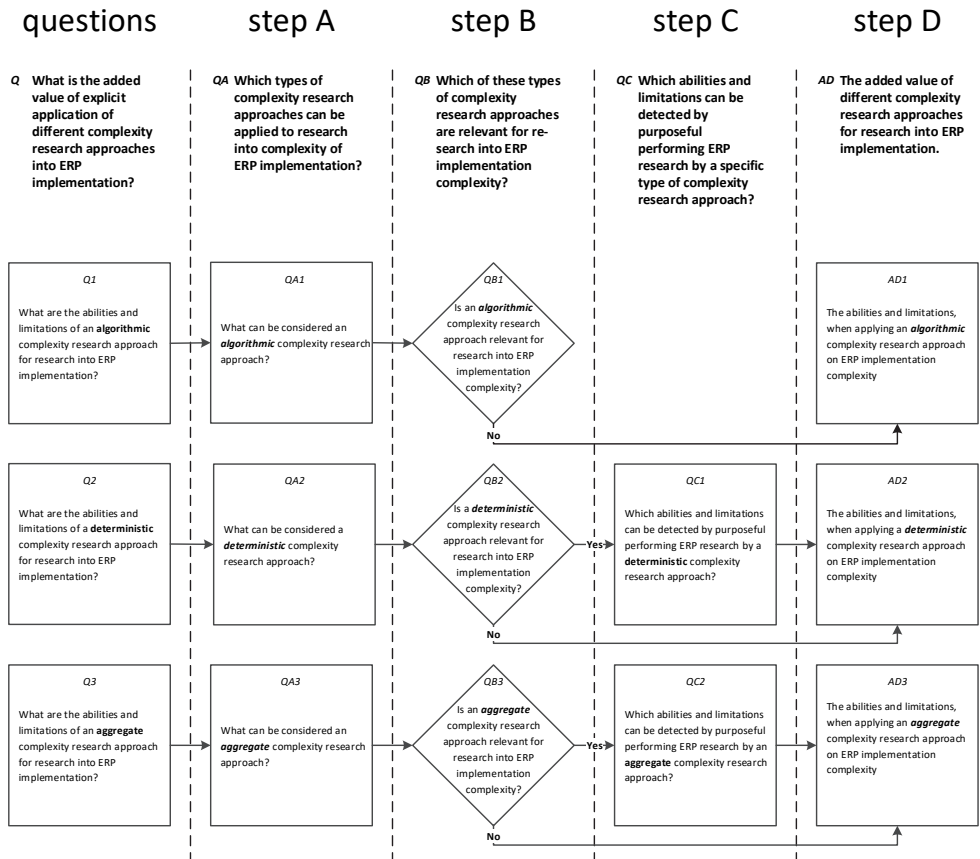 questions
step A
step B
step C
step D
Q What is the added
value of explicit
application of
different complexity
research approaches
into ERP
implementation?
QA Which types of
complexity research
approaches can be
applied to research
into complexity of
ERP implementation?
QB Which of these types
of complexity
research approaches
are relevant for re-
search into ERP
implementation
complexity?
QC Which abilities and
limitations can be
detected by
purposeful
performing ERP
research by a specific
type of complexity
research approach?
AD The added value of
different complexity
research approaches
for research into ERP
implementation.
Q1
What are the abilities and
limitations of an algorithmic
complexity research approach
for research into ERP
implementation?
QA1
What can be considered an
algorithmic complexity research
approach?
QB1
Is an algorithmic
complexity research
approach relevant for
research into ERP
implementation
complexity?
No
AD1
The abilities and limitations,
when applying an algorithmic
complexity research approach
on ERP implementation
complexity
Q2
What are the abilities and
limitations of a deterministic
complexity research approach
for research into ERP
implementation?
QA2
What can be considered a
deterministic complexity
research approach?
QB2
Is a deterministic
complexity research
approach relevant for
research into ERP
implementation
complexity?
Yes
No
QC1
Which abilities and limitations
can be detected by purposeful
performing ERP research by a
deterministic complexity
research approach?
AD2
The abilities and limitations,
when applying a deterministic
complexity research approach
on ERP implementation
complexity
Q3
What are the abilities and
limitations of an aggregate
complexity research approach
for research into ERP
implementation?
QA3
What can be considered an
aggregate complexity research
approach?
QB3
Is an aggregate
complexity research
approach relevant for
research into ERP
implementation
complexity?
Yes
No
QC2
Which abilities and limitations
can be detected by purposeful
performing ERP research by an
aggregate complexity research
approach?
AD3
The abilities and limitations,
when applying an aggregate
complexity research approach
on ERP implementation
complexity